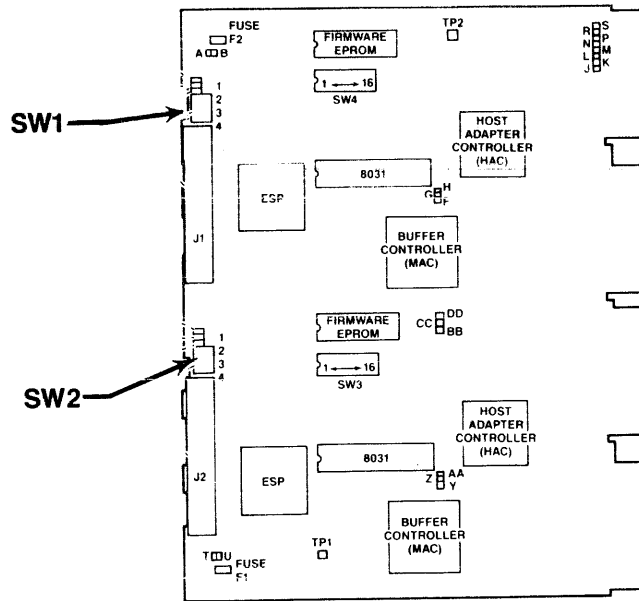 FUSE
F2
A B
FIRMWARE
EPROM
TP2
R S
N P
L M
J K
1 16
SW4
1
2
3
4
SW1
HOST
ADAPTER
CONTROLLER
(HAC)
8031
G H
F
ESP
J1
BUFFER
CONTROLLER
(MAC)
FIRMWARE
EPROM
CC DD
BB
1
2
3
4
SW2
1 16
SW3
HOST
ADAPTER
CONTROLLER
(HAC)
8031
Z AA
Y
J2
ESP
BUFFER
CONTROLLER
(MAC)
T U
FUSE
F1
TP1